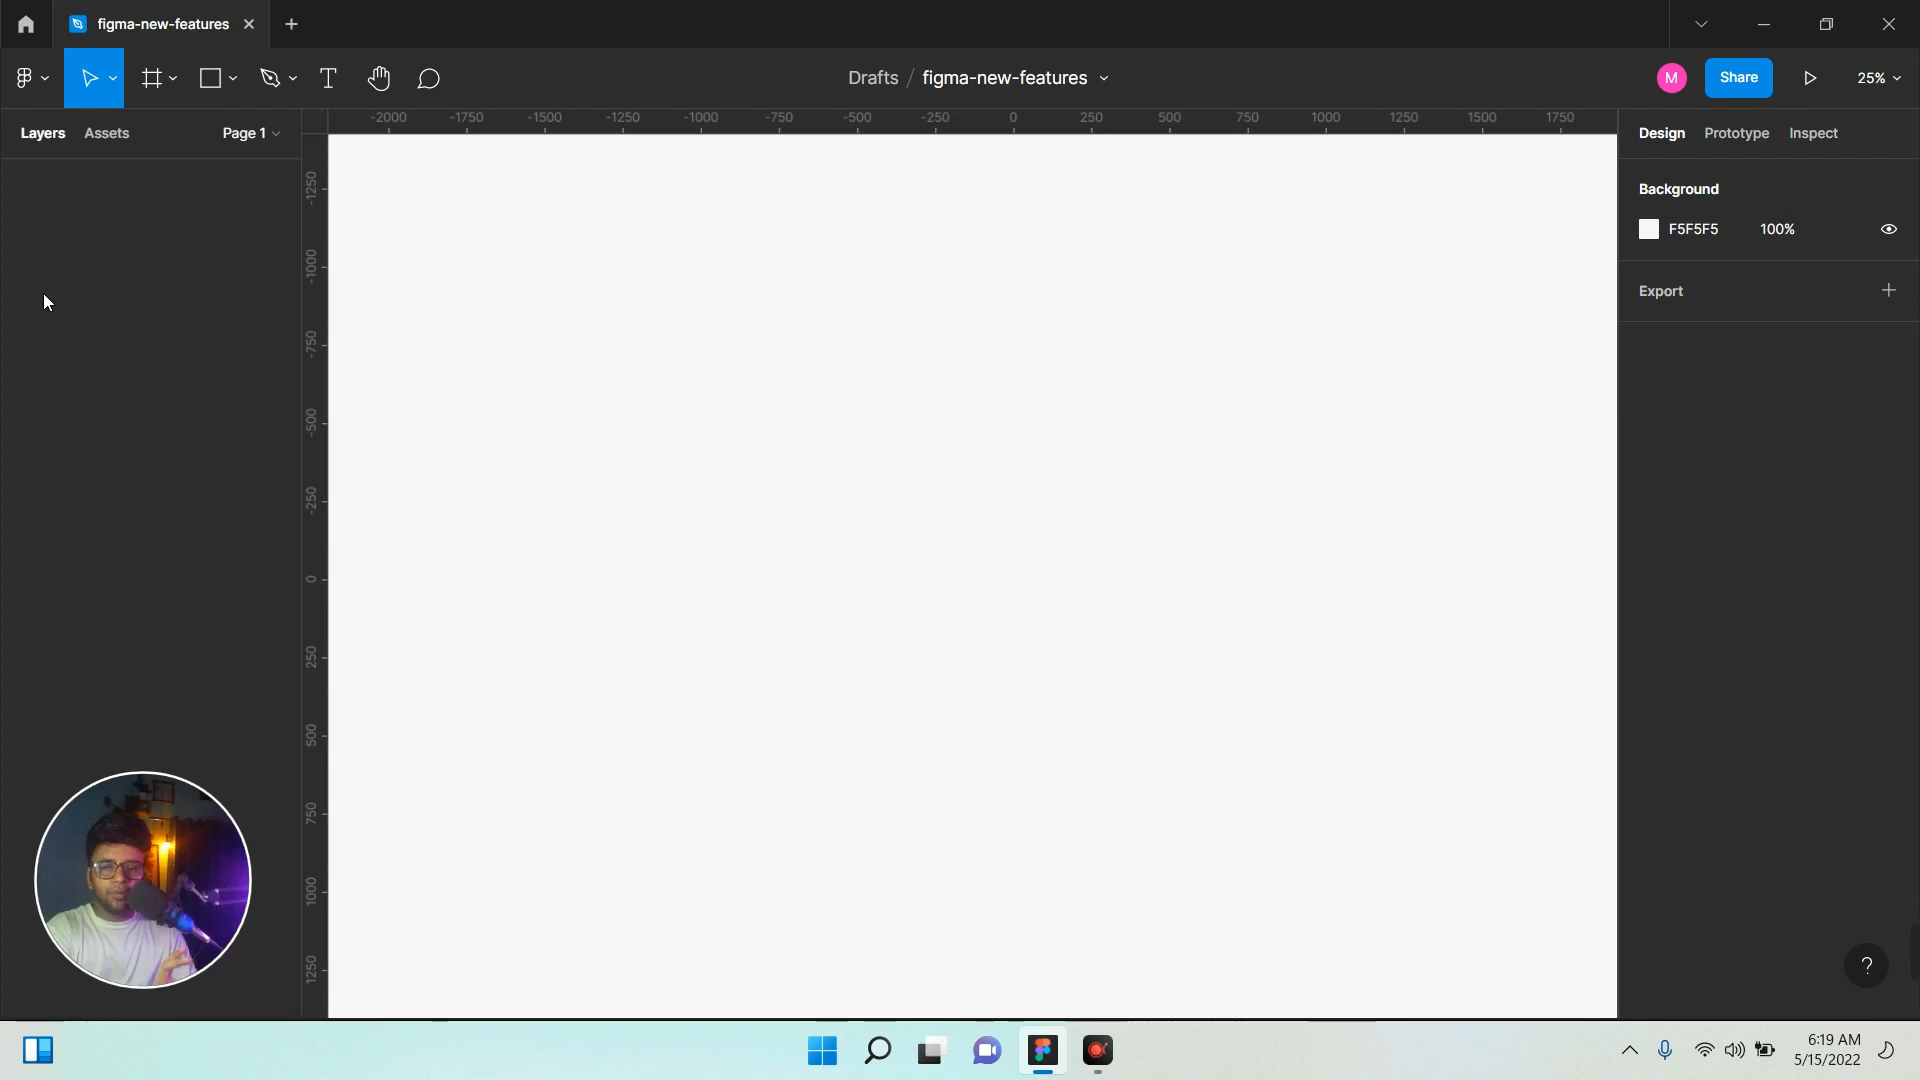 figma-new-features
Drafts / figma-new-features
M
Share
25%
Layers
Assets
Page 1
-2000 -1750 -1500 -1250 -1000 -750 -500 -250 0 250 500 750 1000 1250 1500 1750
Design
Prototype
Inspect
-1250
-1000
-750
-500
-250
0
250
500
750
1000
1250
Background
F5F5F5
100%
Export
?
6:19 AM
5/15/2022